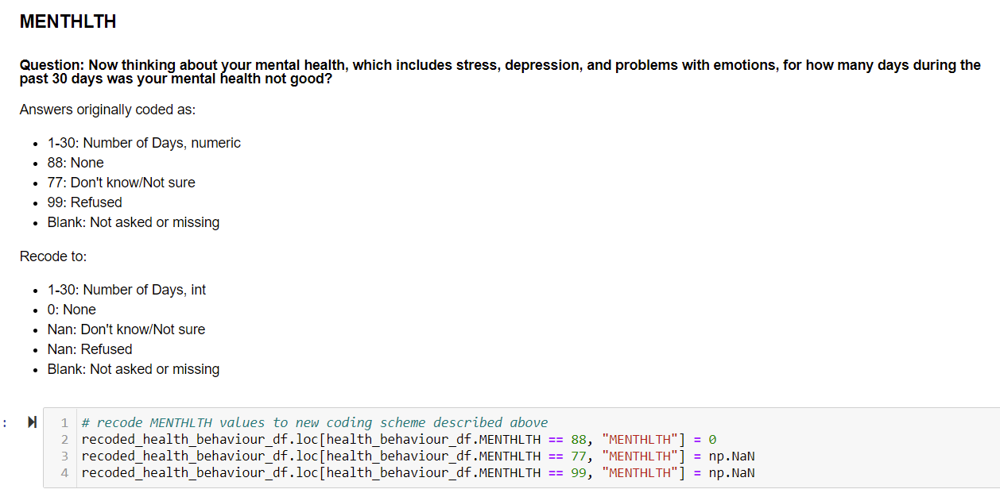 MENTHLTH
Question: Now thinking about your mental health, which includes stress, depression, and problems with emotions, for how many days during the
past 30 days was your mental health not good?
Answers originally coded as:
• 1-30: Number of Days, numeric
• 88: None
• 77: Don't know/Not sure
• 99: Refused
• Blank: Not asked or missing
Recode to:
• 1-30: Number of Days, int
• 0: None
• Nan: Don't know/Not sure
• Nan: Refused
• Blank: Not asked or missing
: 1 # recode MENTHLTH values to new coding scheme described above
2 recoded_health_behaviour_df.loc[health_behaviour_df.MENTHLTH == 88, "MENTHLTH"] = 0
3 recoded_health_behaviour_df.loc[health_behaviour_df.MENTHLTH == 77, "MENTHLTH"] = np.NaN
4 recoded_health_behaviour_df.loc[health_behaviour_df.MENTHLTH == 99, "MENTHLTH"] = np.NaN